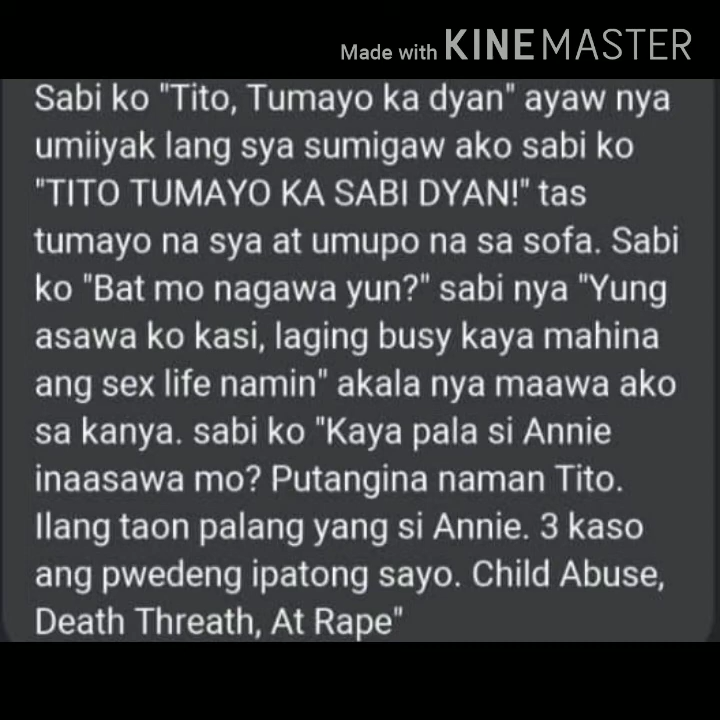 Made with KINEMASTER
Sabi ko "Tito, Tumayo ka dyan" ayaw nya
umiiyak lang sya sumigaw ako sabi ko
"TITO TUMAYO KA SABI DYAN!" tas
tumayo na sya at umupo na sa sofa. Sabi
ko "Bat mo nagawa yun?" sabi nya "Yung
asawa ko kasi, laging busy kaya mahina
ang sex life namin" akala nya maawa ako
sa kanya. sabi ko "Kaya pala si Annie
inaasawa mo? Putangina naman Tito.
Ilang taon palang yang si Annie. 3 kaso
ang pwedeng ipatong sayo. Child Abuse,
Death Threath, At Rape"